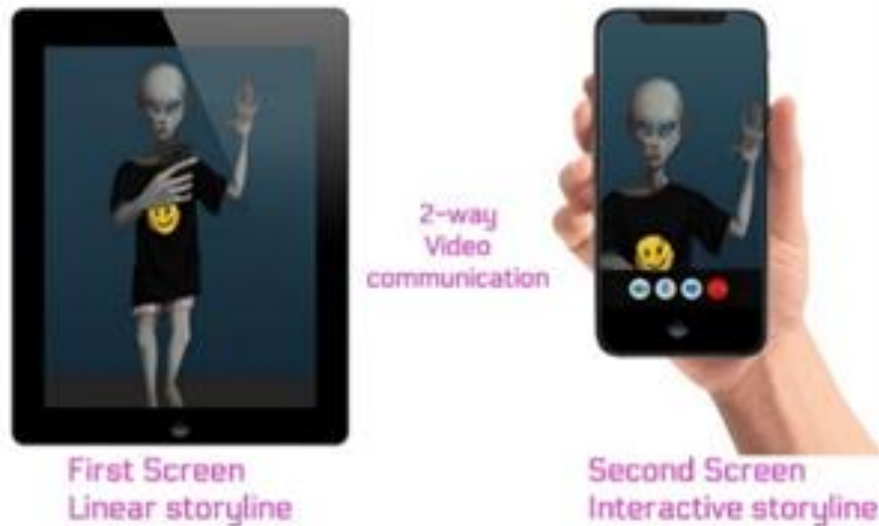 2-way
Video
communication
First Screen
Linear storyline
Second Screen
Interactive storyline